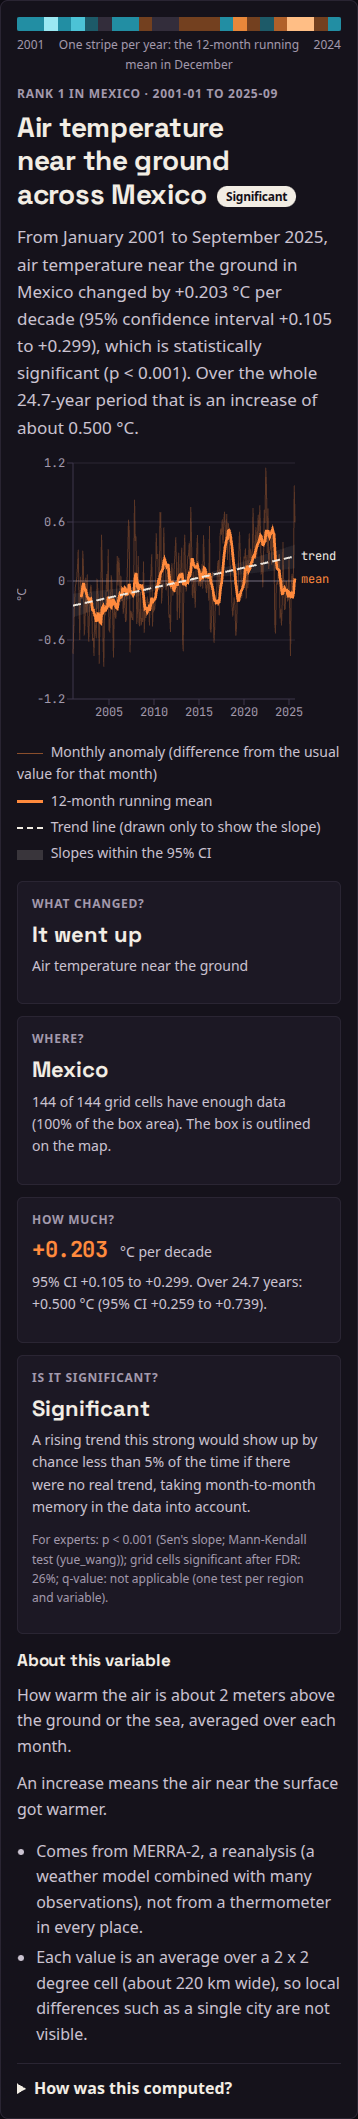 2001 One stripe per year: the 12-month running 2024
mean in December
RANK 1 IN MEXICO · 2001-01 TO 2025-09
Air temperature
near the ground
across Mexico Significant
From January 2001 to September 2025,
air temperature near the ground in
Mexico changed by +0.203 °C per
decade (95% confidence interval +0.105
to +0.299), which is statistically
significant (p < 0.001). Over the whole
24.7-year period that is an increase of
about 0.500 °C.
1.2
0.6
0
-0.6
-1.2
°C
trend
mean
2005 2010 2015 2020 2025
Monthly anomaly (difference from the usual
value for that month)
12-month running mean
Trend line (drawn only to show the slope)
Slopes within the 95% CI
WHAT CHANGED?
It went up
Air temperature near the ground
WHERE?
Mexico
144 of 144 grid cells have enough data
(100% of the box area). The box is outlined
on the map.
HOW MUCH?
+0.203 °C per decade
95% CI +0.105 to +0.299. Over 24.7 years:
+0.500 °C (95% CI +0.259 to +0.739).
IS IT SIGNIFICANT?
Significant
A rising trend this strong would show up by
chance less than 5% of the time if there
were no real trend, taking month-to-month
memory in the data into account.
For experts: p < 0.001 (Sen's slope; Mann-Kendall
test (yue_wang)); grid cells significant after FDR:
26%; q-value: not applicable (one test per region
and variable).
About this variable
How warm the air is about 2 meters above
the ground or the sea, averaged over each
month.
An increase means the air near the surface
got warmer.
• Comes from MERRA-2, a reanalysis (a
weather model combined with many
observations), not from a thermometer
in every place.
• Each value is an average over a 2 x 2
degree cell (about 220 km wide), so local
differences such as a single city are not
visible.
How was this computed?